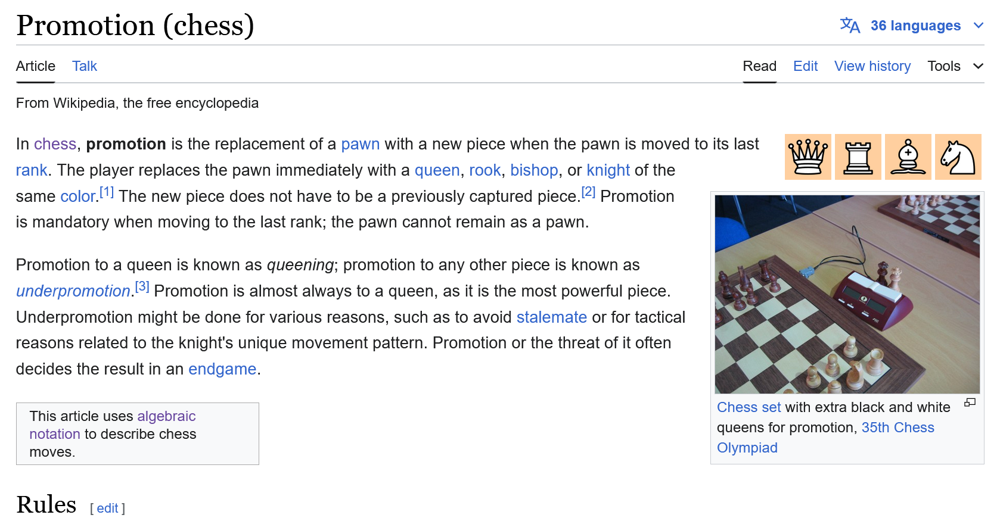 Promotion (chess)
36 languages
Article Talk
Read Edit View history Tools
From Wikipedia, the free encyclopedia
In chess, promotion is the replacement of a pawn with a new piece when the pawn is moved to its last
rank. The player replaces the pawn immediately with a queen, rook, bishop, or knight of the
same color.[1] The new piece does not have to be a previously captured piece.[2] Promotion
is mandatory when moving to the last rank; the pawn cannot remain as a pawn.
Promotion to a queen is known as queening; promotion to any other piece is known as
underpromotion.[3] Promotion is almost always to a queen, as it is the most powerful piece.
Underpromotion might be done for various reasons, such as to avoid stalemate or for tactical
reasons related to the knight's unique movement pattern. Promotion or the threat of it often
decides the result in an endgame.
Chess set with extra black and white
queens for promotion, 35th Chess
Olympiad
This article uses algebraic
notation to describe chess
moves.
Rules [ edit ]